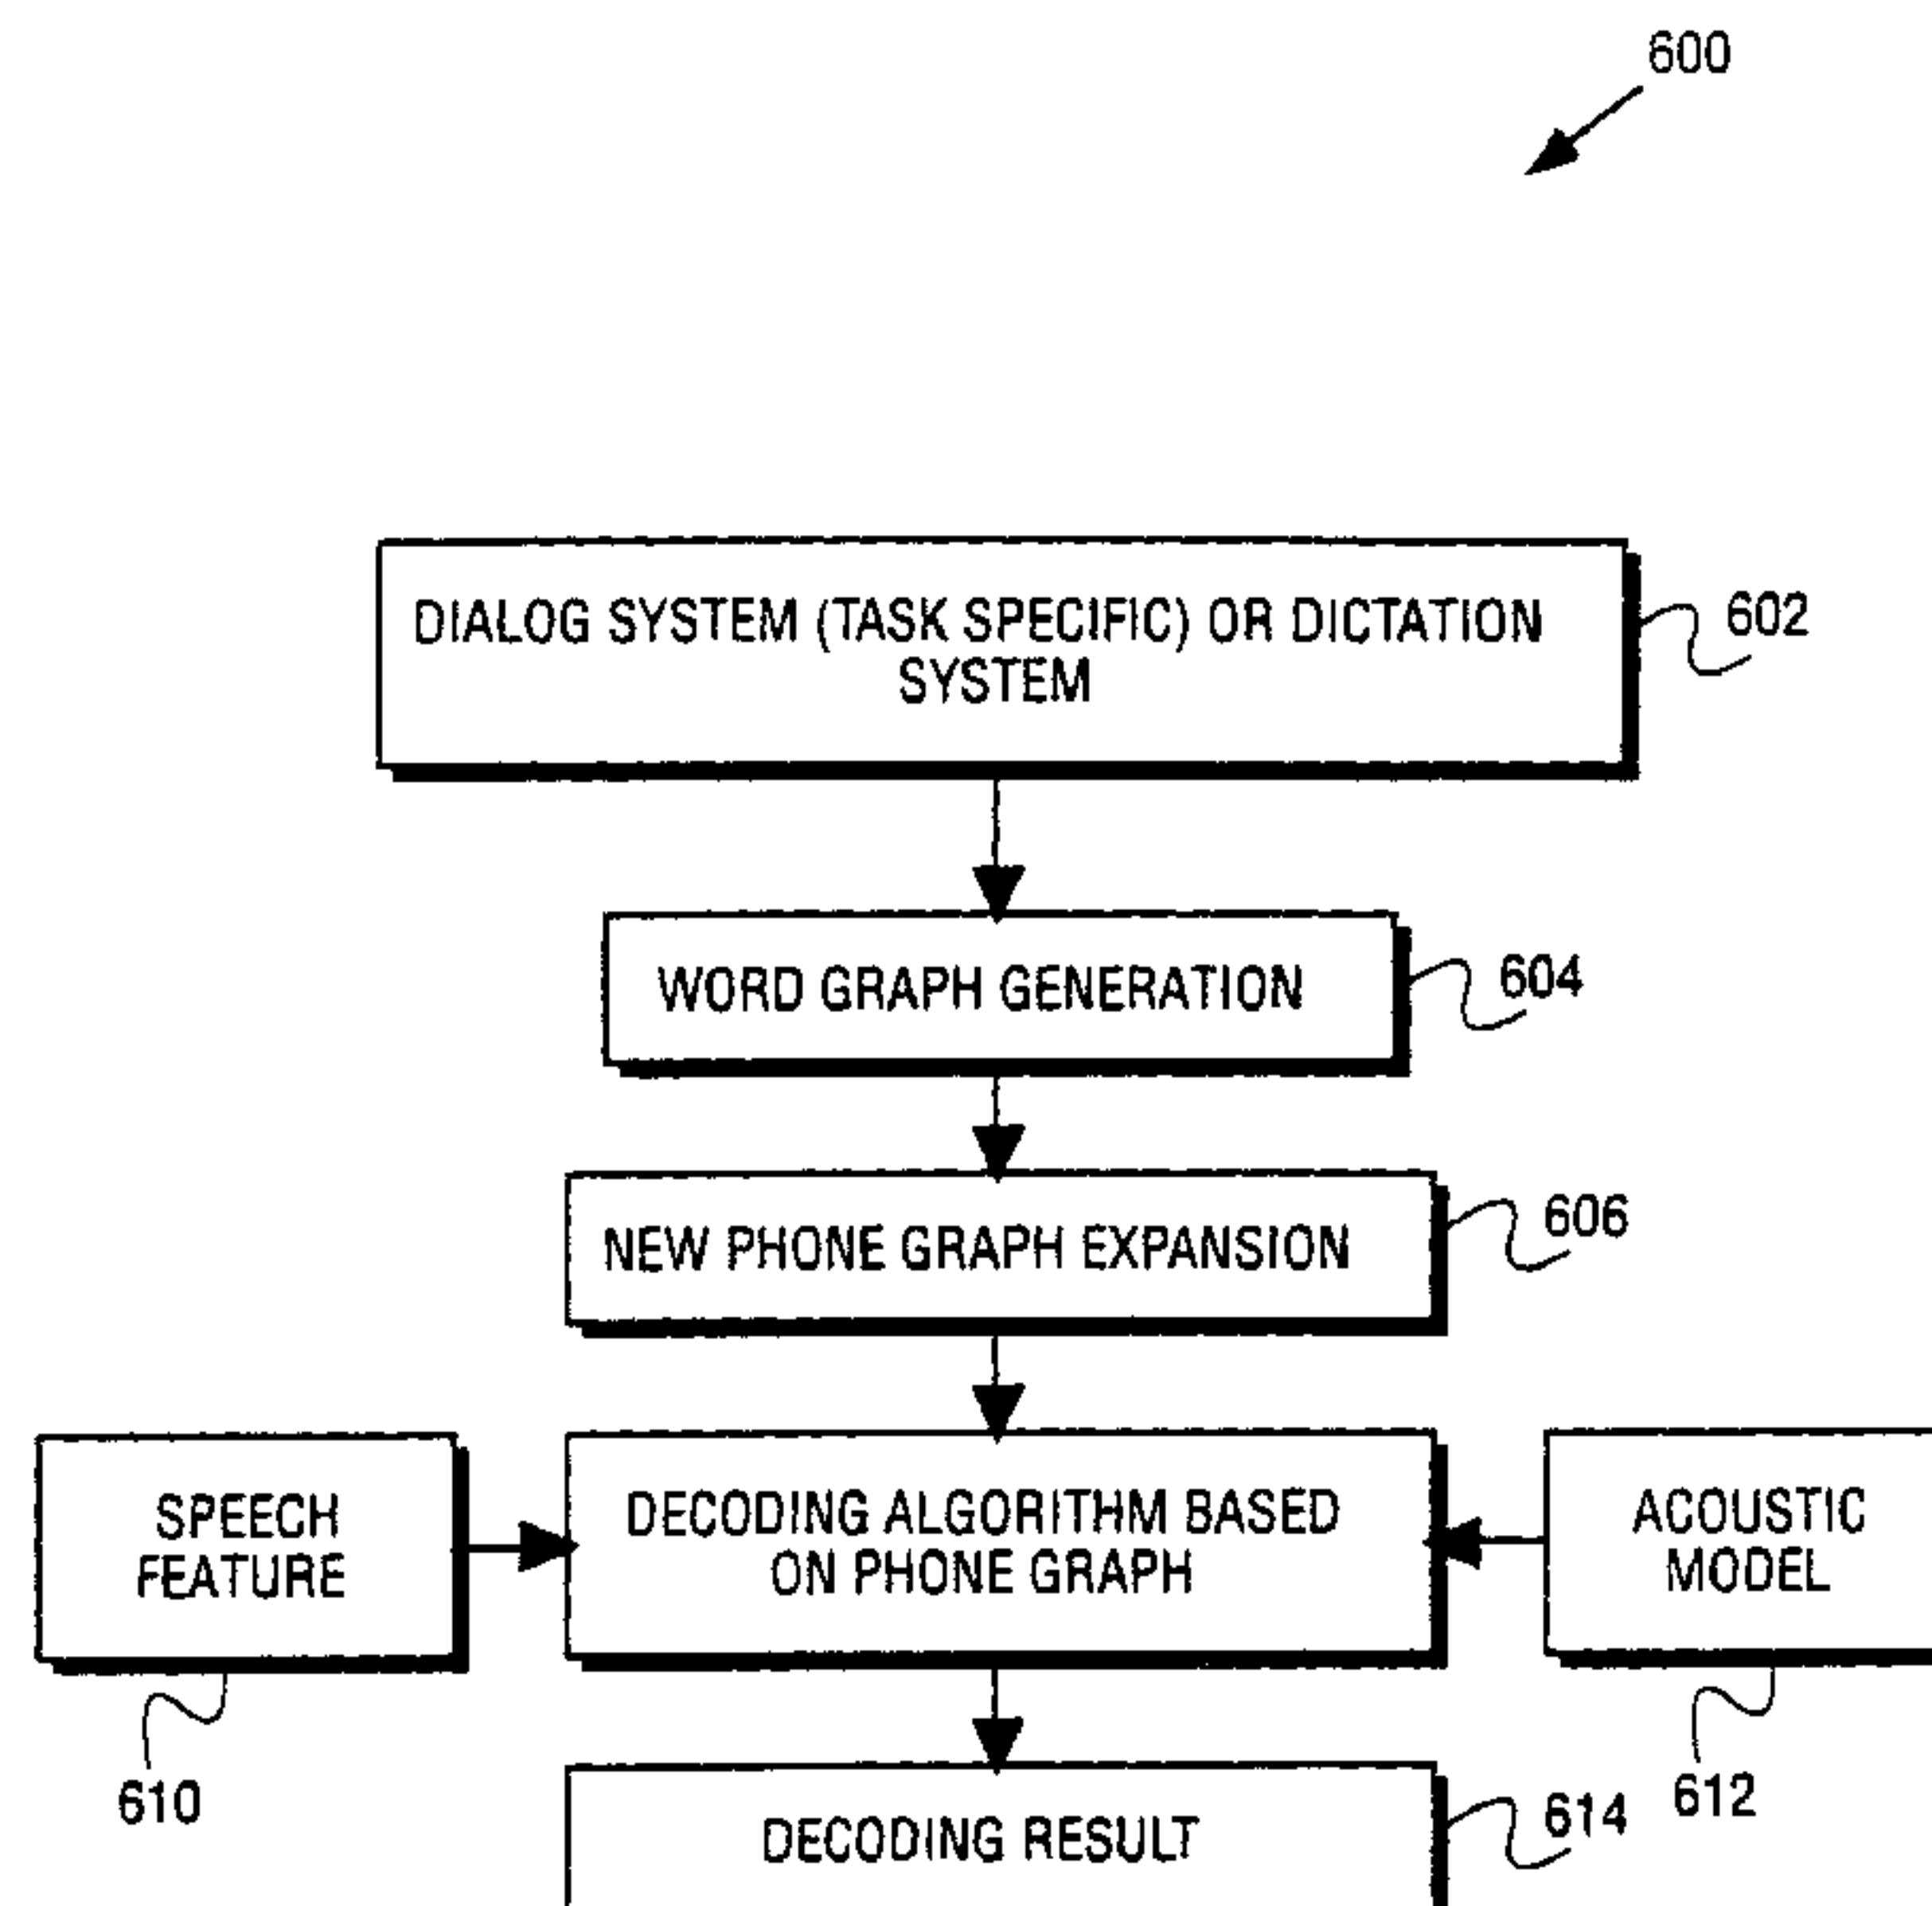 600
DIALOG SYSTEM (TASK SPECIFIC) OR DICTATION
SYSTEM
602
WORD GRAPH GENERATION
604
NEW PHONE GRAPH EXPANSION
606
SPEECH
FEATURE
610
DECODING ALGORITHM BASED
ON PHONE GRAPH
ACOUSTIC
MODEL
612
DECODING RESULT
614